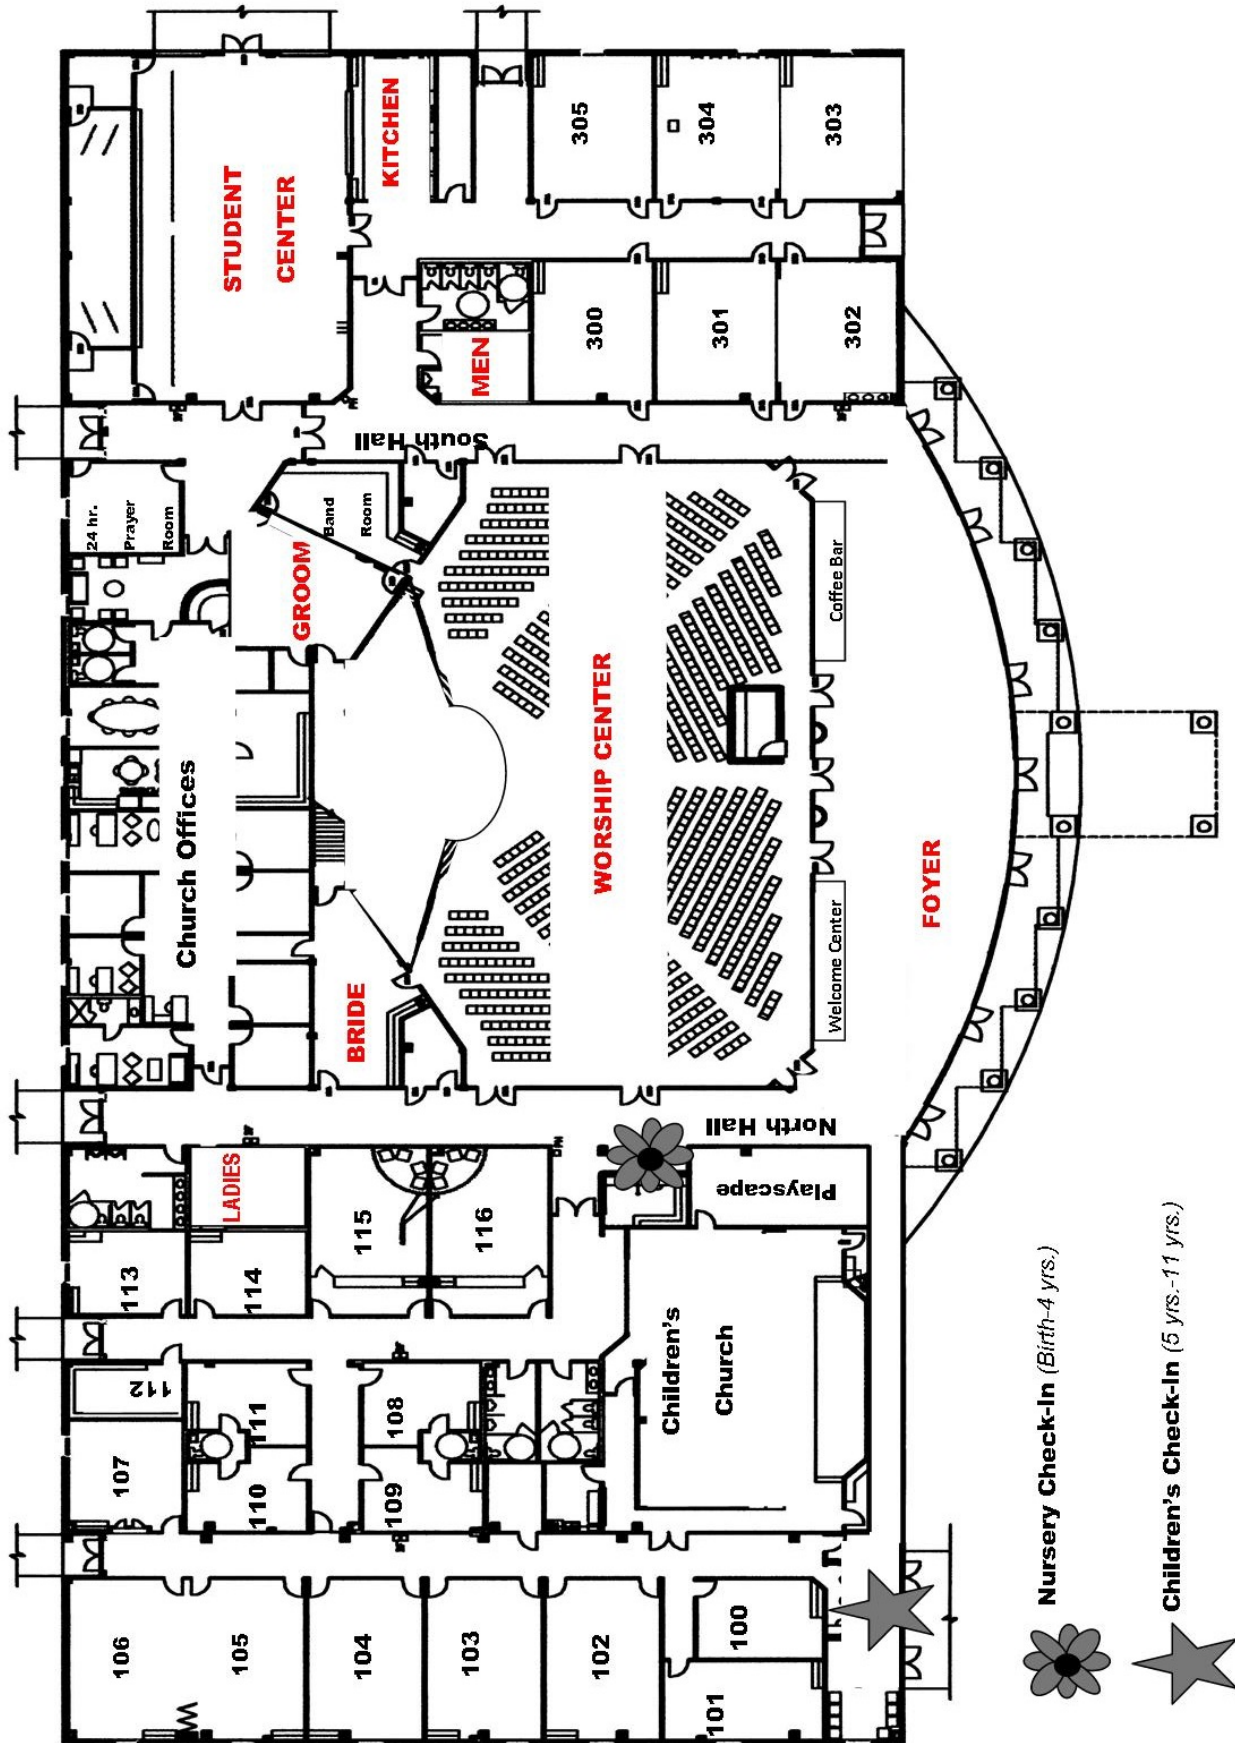 STUDENT
CENTER
KITCHEN
305
304
303
300
301
302
MEN
South Hall
24 hr.
Prayer
Room
Band
Room
GROOM
Church Offices
WORSHIP CENTER
Coffee Bar
Welcome Center
FOYER
BRIDE
North Hall
LADIES
Playscape
113
114
115
116
Children's
Church
112
111
108
107
110
109
106
105
104
103
102
100
101
Nursery Check-In (Birth-4 yrs.)
Children's Check-In (5 yrs.-11 yrs.)